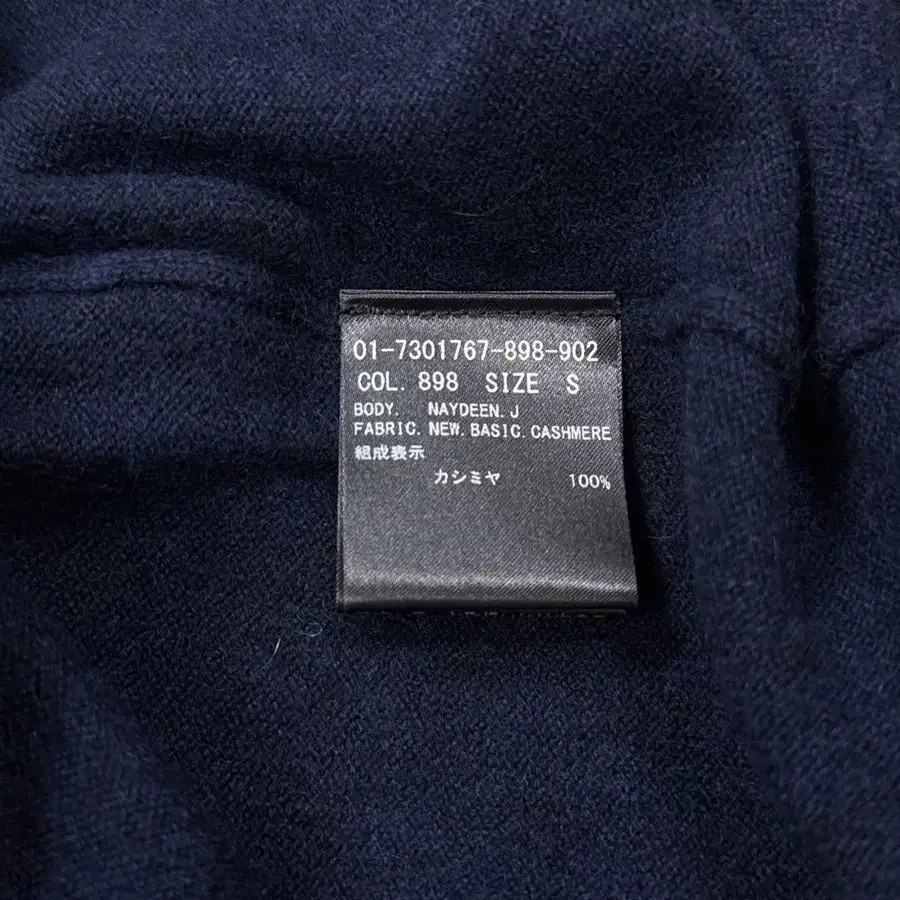 01-7301767-898-902
COL. 898 SIZE S
BODY. NAYDEEN. J
FABRIC. NEW. BASIC. CASHMERE
組成表示
カシミヤ 100%